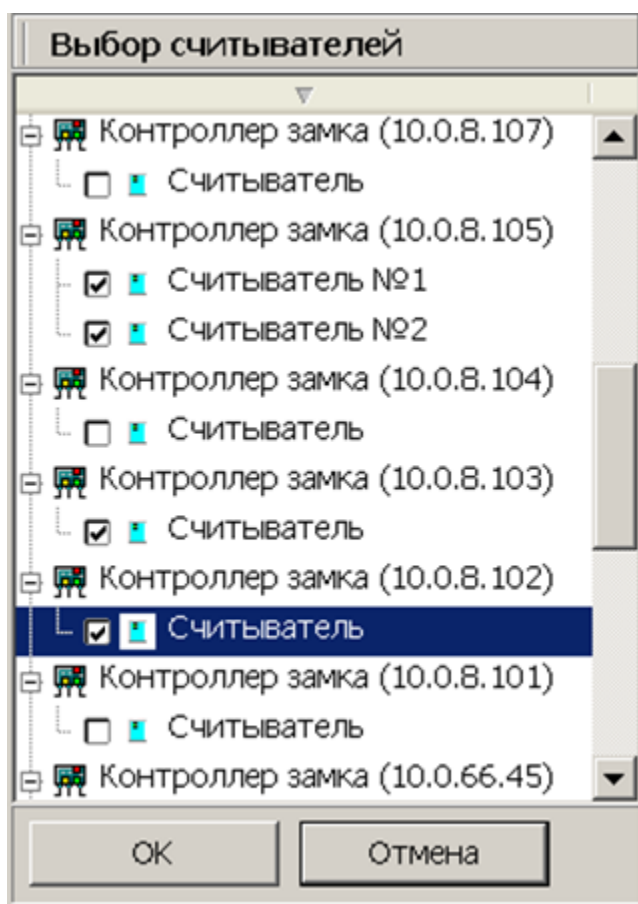 Выбор считывателей
Контроллер замка (10.0.8.107)
Считыватель
Контроллер замка (10.0.8.105)
Считыватель №1
Считыватель №2
Контроллер замка (10.0.8.104)
Считыватель
Контроллер замка (10.0.8.103)
Считыватель
Контроллер замка (10.0.8.102)
Считыватель
Контроллер замка (10.0.8.101)
Считыватель
Контроллер замка (10.0.66.45)
ОК Отмена